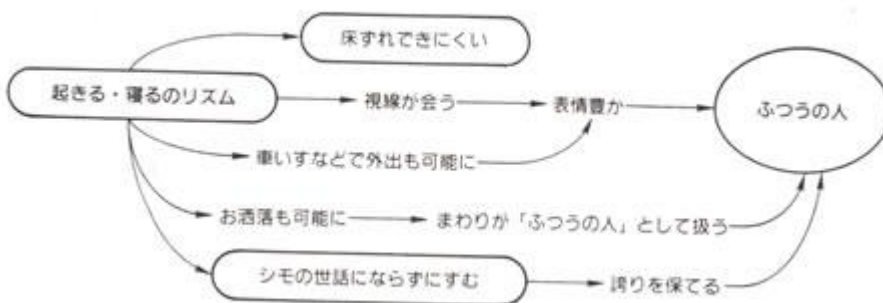 床ずれできにくい
起きる・寝るのリズム
視線が会う
表情豊か
ふつうの人
車いすなどで外出も可能に
お洒落も可能に
まわりが「ふつうの人」として扱う
シモの世話にならずにすむ
誇りを保てる